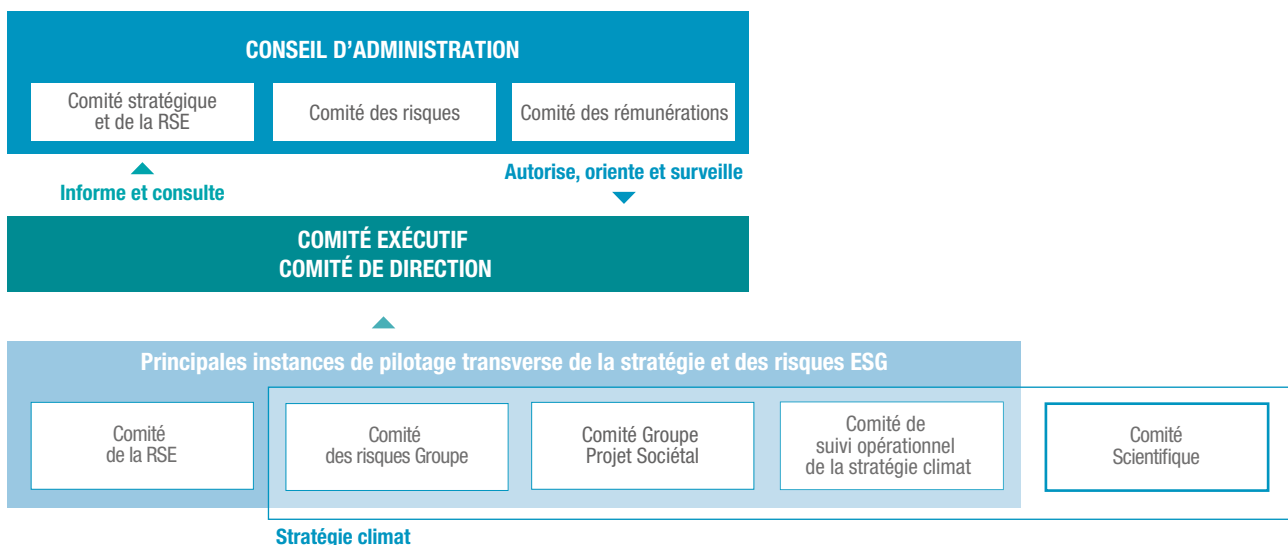 CONSEIL D'ADMINISTRATION
Comité stratégique
et de la RSE
Comité des risques
Comité des rémunérations
Informe et consulte
Autorise, oriente et surveille
COMITÉ EXÉCUTIF
COMITÉ DE DIRECTION
Principales instances de pilotage transverse de la stratégie et des risques ESG
Comité
de la RSE
Comité
des risques Groupe
Comité Groupe
Projet Sociétal
Comité de
suivi opérationnel
de la stratégie climat
Comité
Scientifique
Stratégie climat